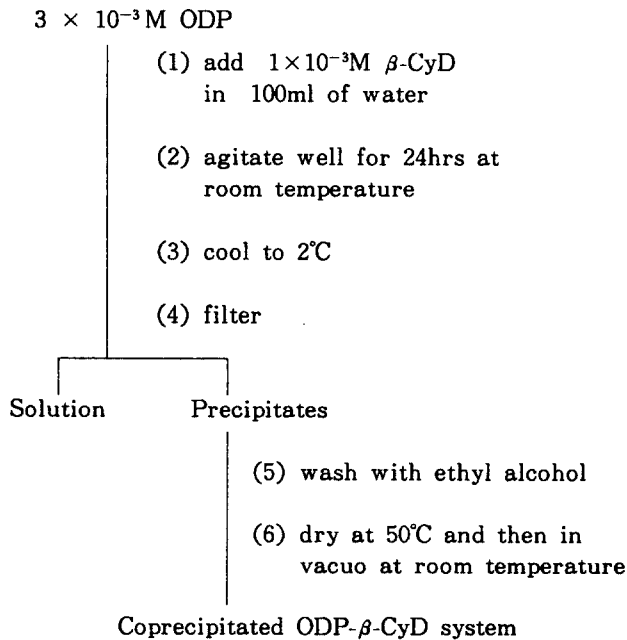 3 × 10⁻³M ODP
(1) add 1×10⁻³M β-CyD
in 100ml of water
(2) agitate well for 24hrs at
room temperature
(3) cool to 2℃
(4) filter
Solution Precipitates
(5) wash with ethyl alcohol
(6) dry at 50℃ and then in
vacuo at room temperature
Coprecipitated ODP-β-CyD system